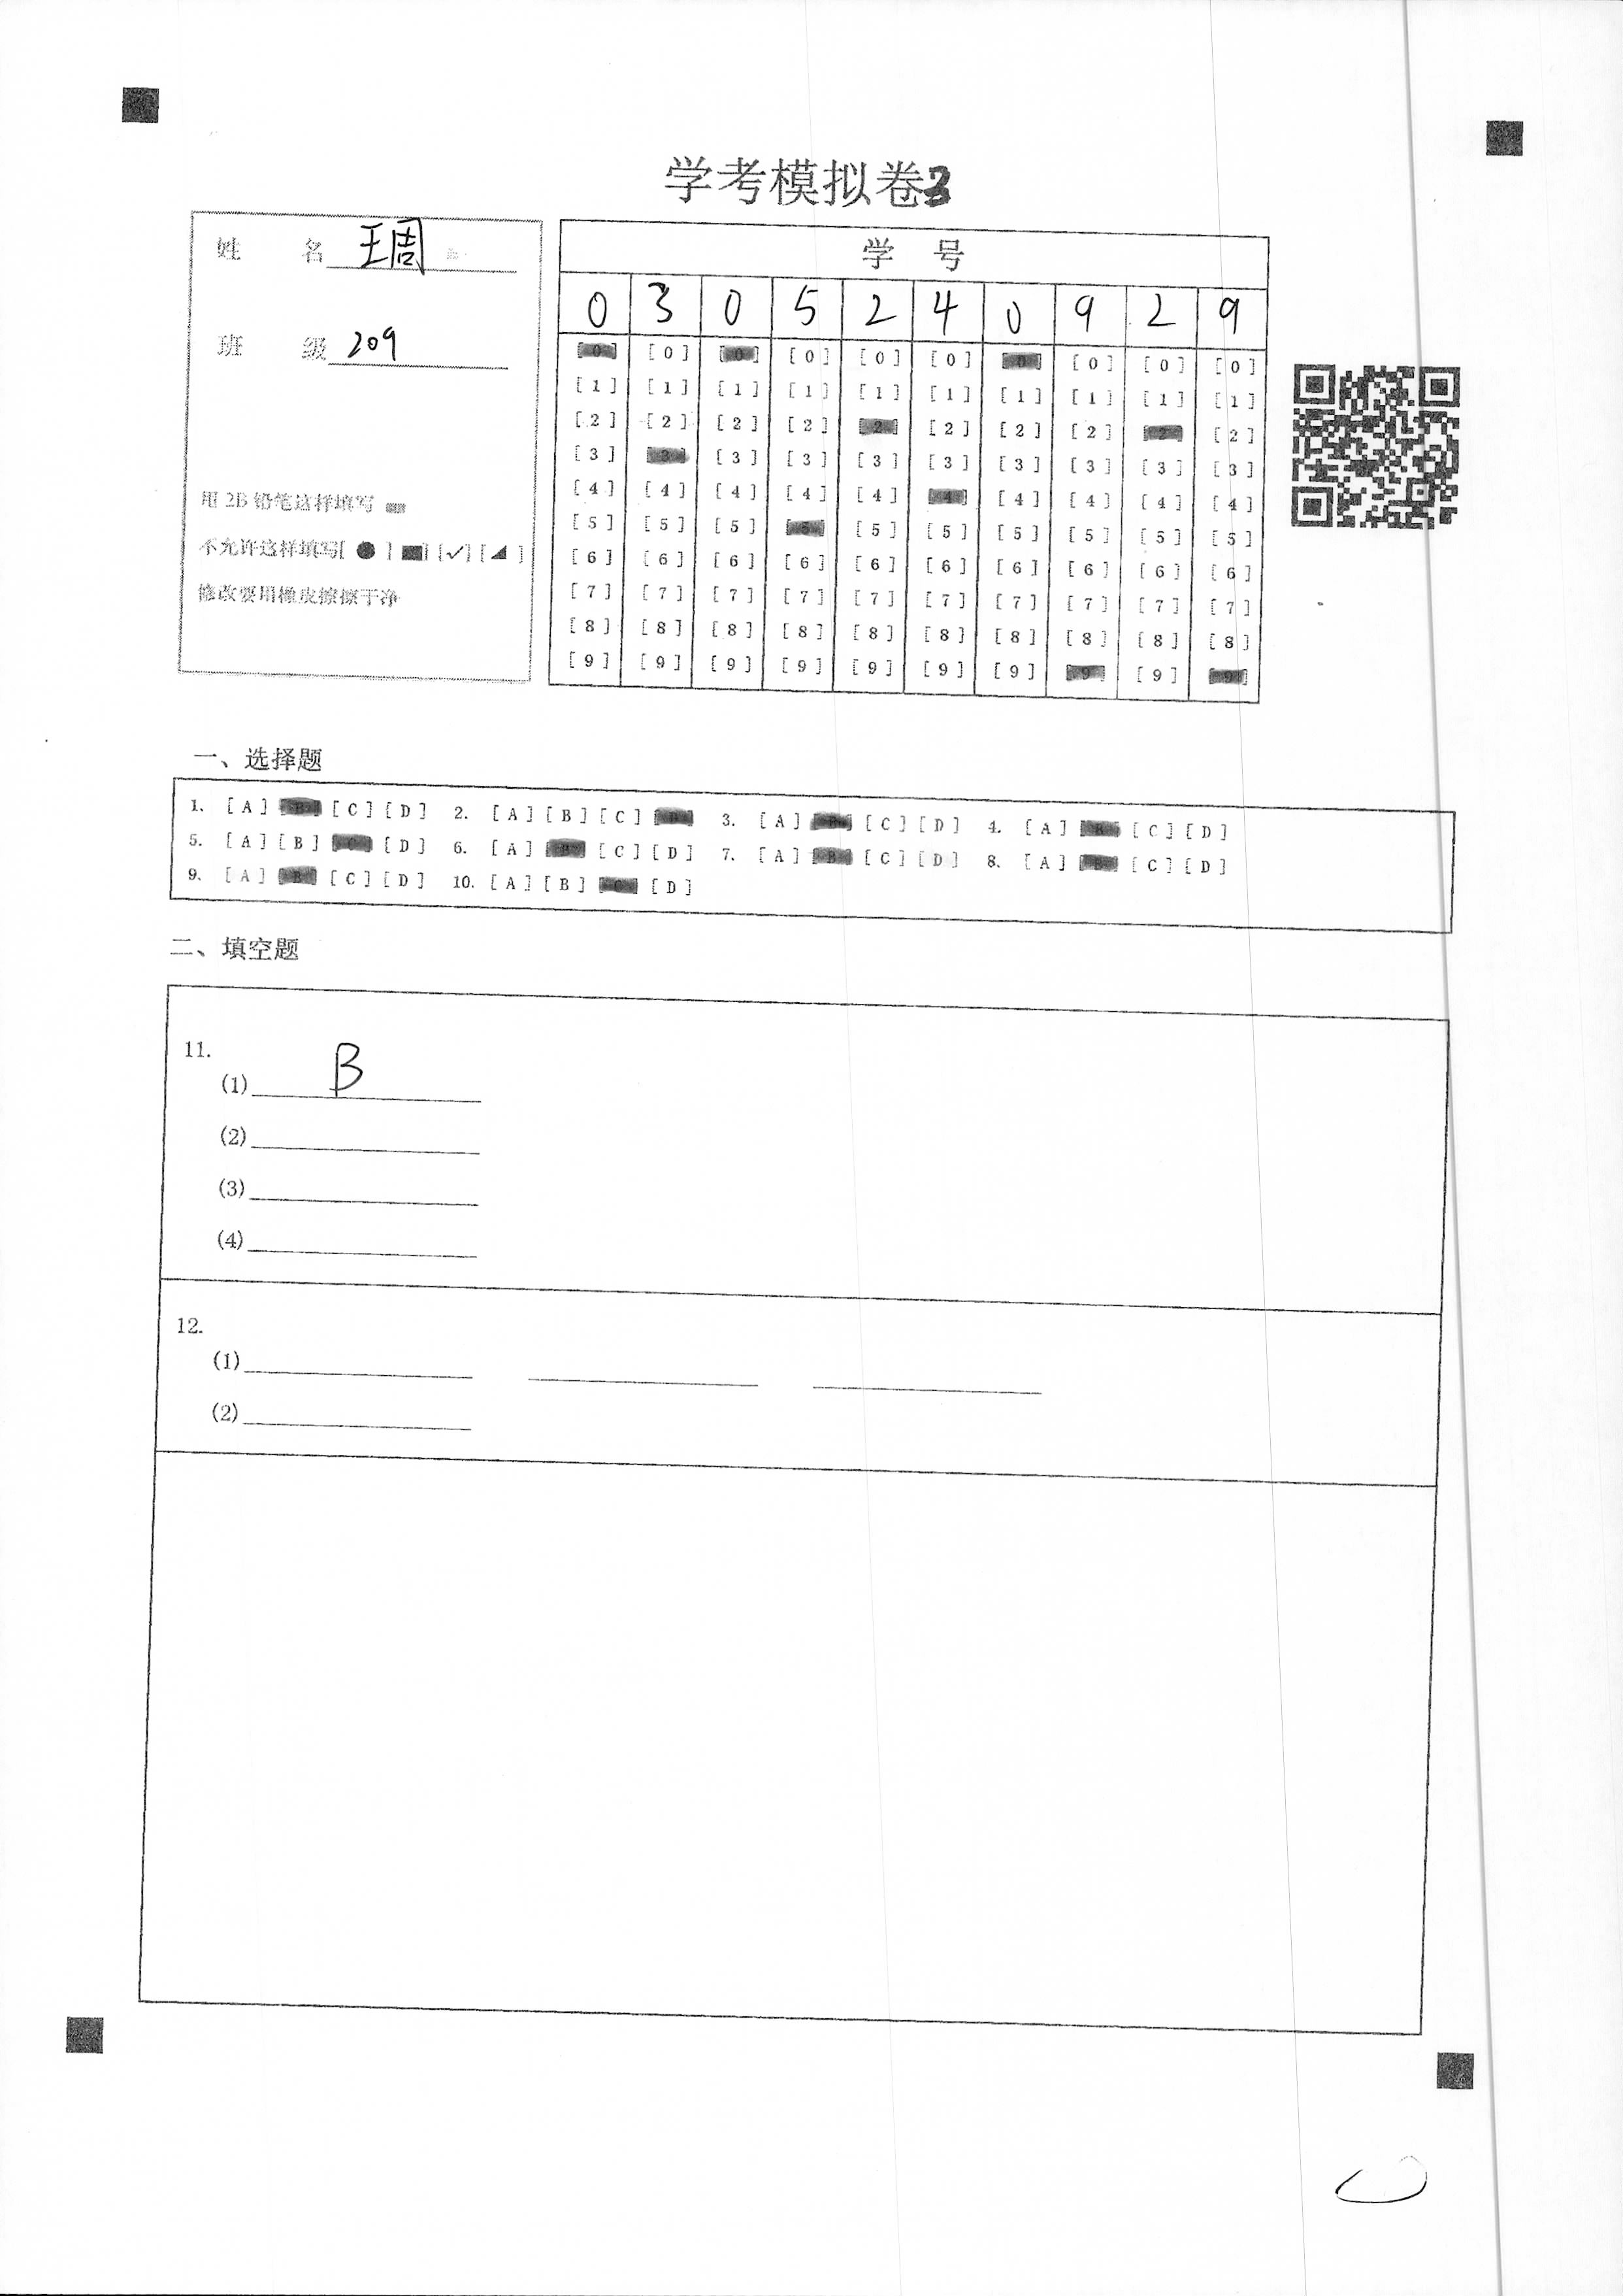 学考模拟卷3
姓 名 王周
班 级 209
用 2B 铅笔这样填写
不允许这样填写[ ● ] [■] [✓] [◢ ]
修改要用橡皮擦擦干净
学 号
0 3 0 5 2 4 0 9 2 9
[0] [0] [0] [0] [0] [0] [0] [0] [0] [0]
[1] [1] [1] [1] [1] [1] [1] [1] [1] [1]
[2] [2] [2] [2] [2] [2] [2] [2] [2] [2]
[3] [3] [3] [3] [3] [3] [3] [3] [3] [3]
[4] [4] [4] [4] [4] [4] [4] [4] [4] [4]
[5] [5] [5] [5] [5] [5] [5] [5] [5] [5]
[6] [6] [6] [6] [6] [6] [6] [6] [6] [6]
[7] [7] [7] [7] [7] [7] [7] [7] [7] [7]
[8] [8] [8] [8] [8] [8] [8] [8] [8] [8]
[9] [9] [9] [9] [9] [9] [9] [9] [9] [9]
一、选择题
1. [A] [B] [C] [D] 2. [A] [B] [C] [D] 3. [A] [B] [C] [D] 4. [A] [B] [C] [D]
5. [A] [B] [C] [D] 6. [A] [B] [C] [D] 7. [A] [B] [C] [D] 8. [A] [B] [C] [D]
9. [A] [B] [C] [D] 10. [A] [B] [C] [D]
二、填空题
11.
(1) B
(2)
(3)
(4)
12.
(1)
(2)